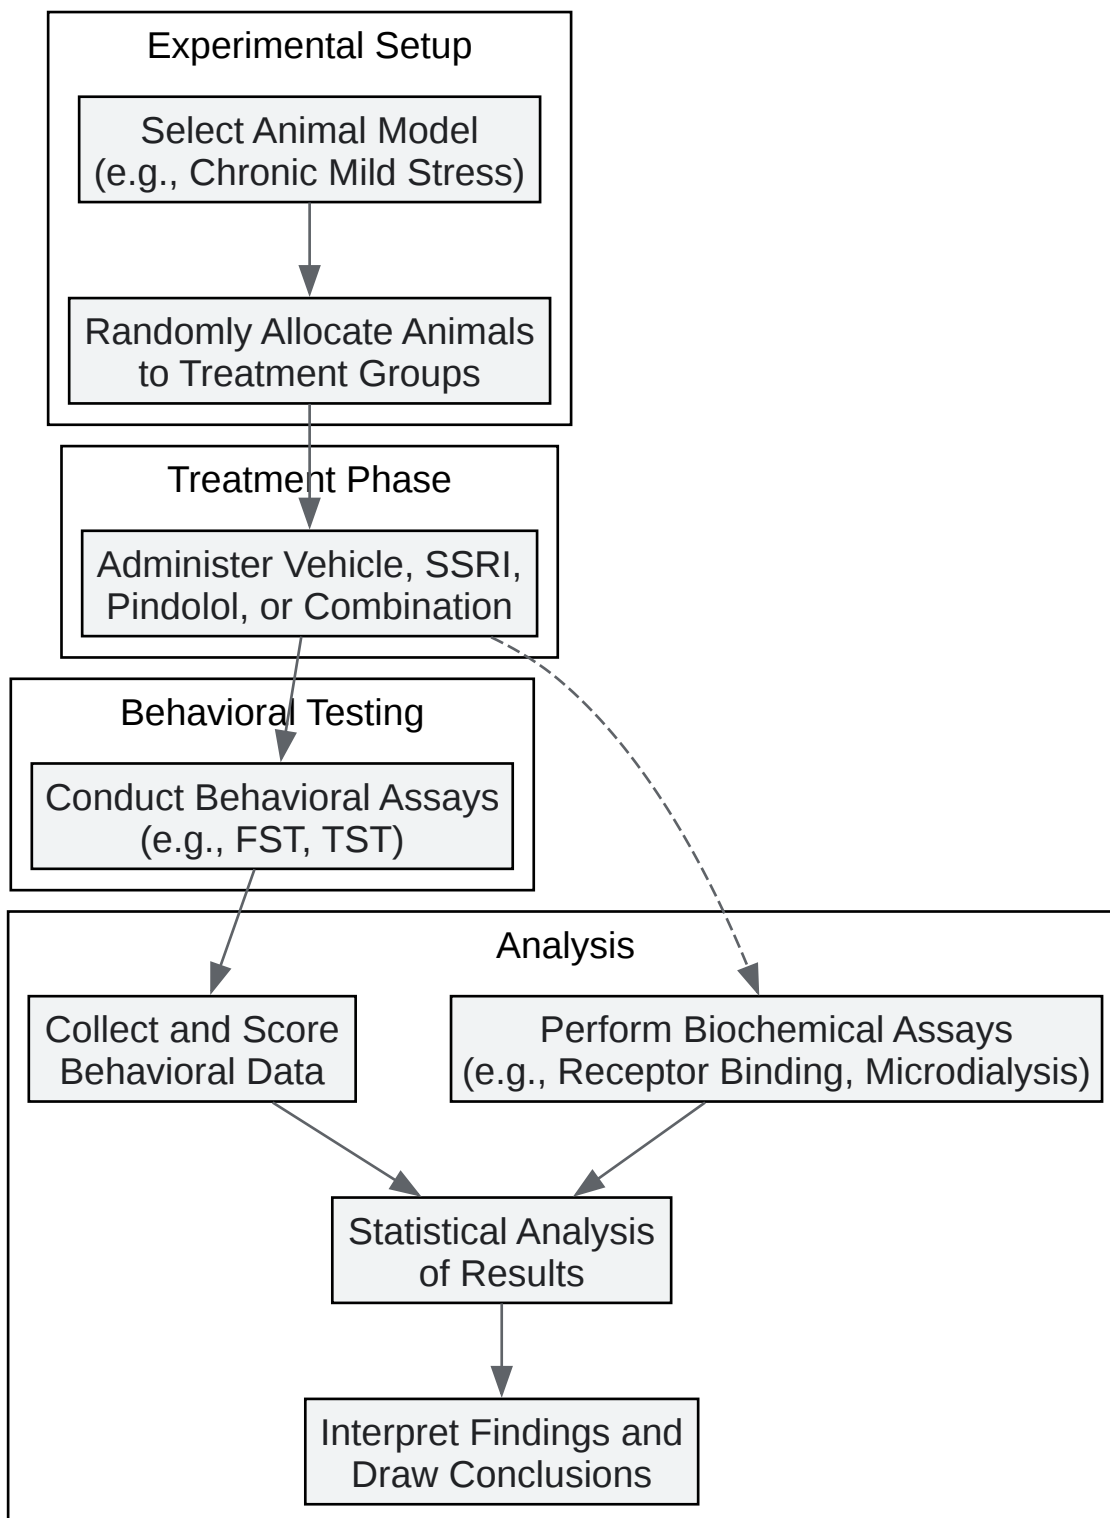 Experimental Setup
Select Animal Model
(e.g., Chronic Mild Stress)
Randomly Allocate Animals
to Treatment Groups
Treatment Phase
Administer Vehicle, SSRI,
Pindolol, or Combination
Behavioral Testing
Conduct Behavioral Assays
(e.g., FST, TST)
Analysis
Collect and Score
Behavioral Data
Perform Biochemical Assays
(e.g., Receptor Binding, Microdialysis)
Statistical Analysis
of Results
Interpret Findings and
Draw Conclusions